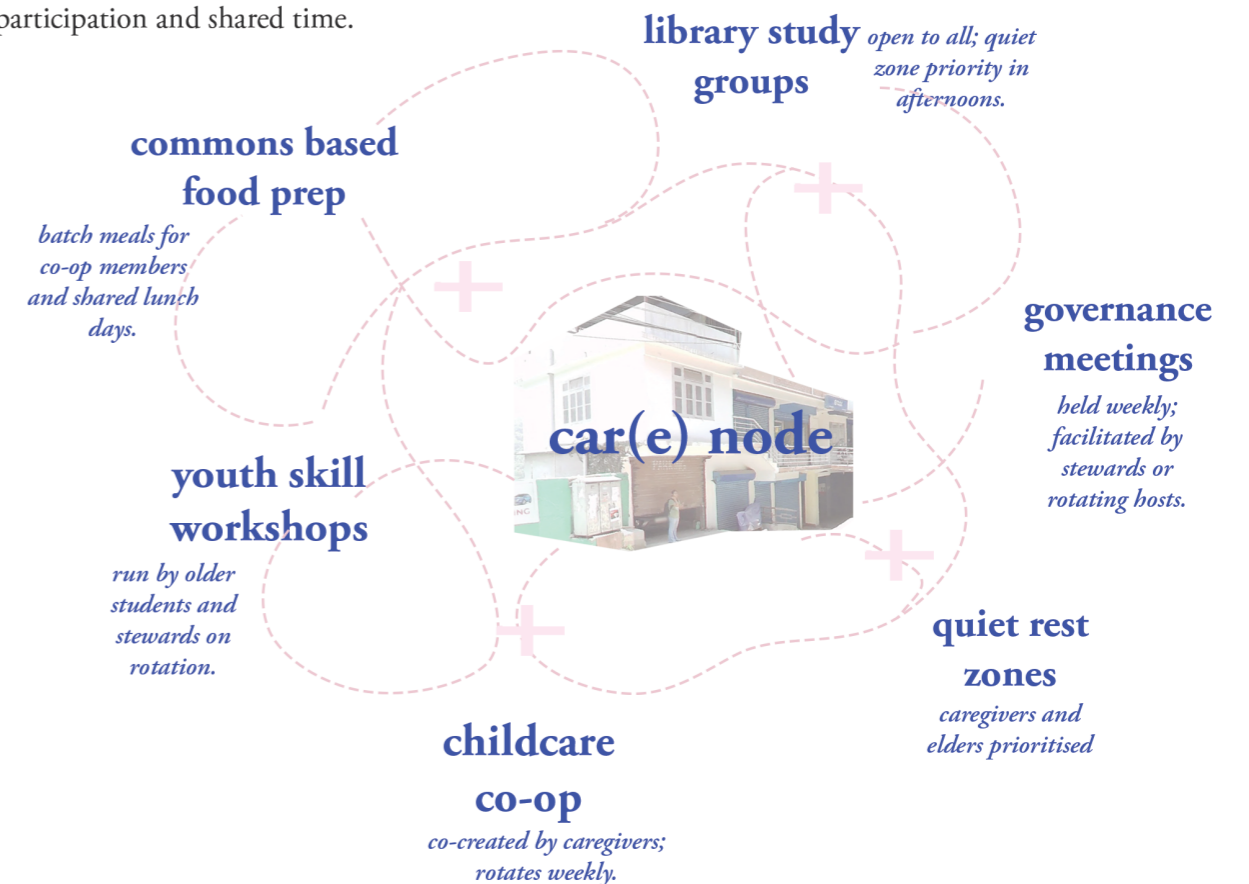 participation and shared time.
library study
groups
open to all; quiet
zone priority in
afternoons.
commons based
food prep
batch meals for
co-op members
and shared lunch
days.
governance
meetings
held weekly;
facilitated by
stewards or
rotating hosts.
car(e) node
youth skill
workshops
run by older
students and
stewards on
rotation.
quiet rest
zones
caregivers and
elders prioritised
childcare
co-op
co-created by caregivers;
rotates weekly.